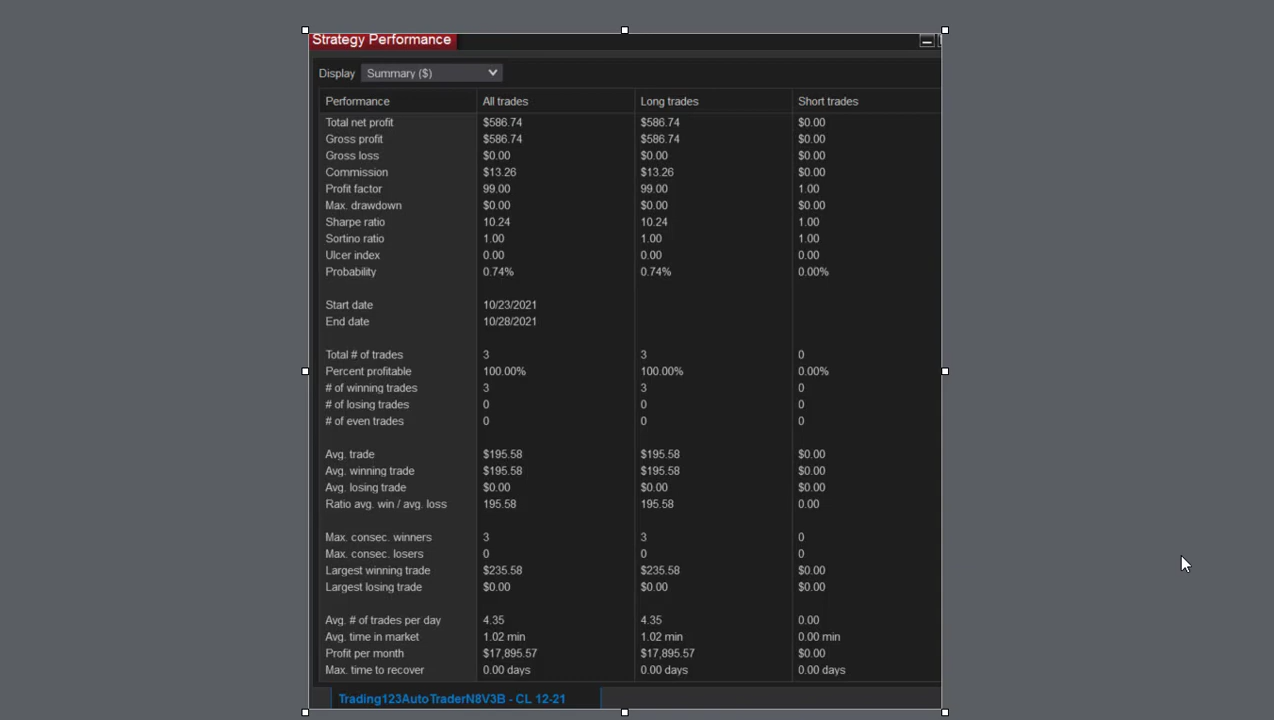 Strategy Performance
Display Summary ($)
Performance All trades Long trades Short trades
Total net profit $586.74 $586.74 $0.00
Gross profit $586.74 $586.74 $0.00
Gross loss $0.00 $0.00 $0.00
Commission $13.26 $13.26 $0.00
Profit factor 99.00 99.00 1.00
Max. drawdown $0.00 $0.00 $0.00
Sharpe ratio 10.24 10.24 1.00
Sortino ratio 1.00 1.00 1.00
Ulcer index 0.00 0.00 0.00
Probability 0.74% 0.74% 0.00%
Start date 10/23/2021
End date 10/28/2021
Total # of trades 3 3 0
Percent profitable 100.00% 100.00% 0.00%
# of winning trades 3 3 0
# of losing trades 0 0 0
# of even trades 0 0 0
Avg. trade $195.58 $195.58 $0.00
Avg. winning trade $195.58 $195.58 $0.00
Avg. losing trade $0.00 $0.00 $0.00
Ratio avg. win / avg. loss 195.58 195.58 0.00
Max. consec. winners 3 3 0
Max. consec. losers 0 0 0
Largest winning trade $235.58 $235.58 $0.00
Largest losing trade $0.00 $0.00 $0.00
Avg. # of trades per day 4.35 4.35 0.00
Avg. time in market 1.02 min 1.02 min 0.00 min
Profit per month $17,895.57 $17,895.57 $0.00
Max. time to recover 0.00 days 0.00 days 0.00 days
Trading123AutoTraderN8V3B - CL 12-21